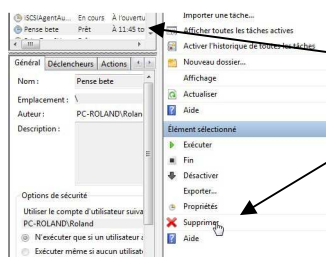 iSCSIAgentAu... En cours À l'ouvertu
Pense bete Prêt À 11:45 to
Général Déclencheurs Actions
Nom : Pense bete
Emplacement : \
Auteur : PC-ROLAND\Roland
Description :
Options de sécurité
Utiliser le compte d'utilisateur suiva
PC-ROLAND\Roland
N'exécuter que si un utilisateur a
Exécuter même si aucun utilisate
Importer une tâche...
Afficher toutes les tâches actives
Activer l'historique de toutes les tâches
Nouveau dossier...
Affichage
Actualiser
Aide
Élément sélectionné
Exécuter
Fin
Désactiver
Exporter...
Propriétés
Supprimer
Aide